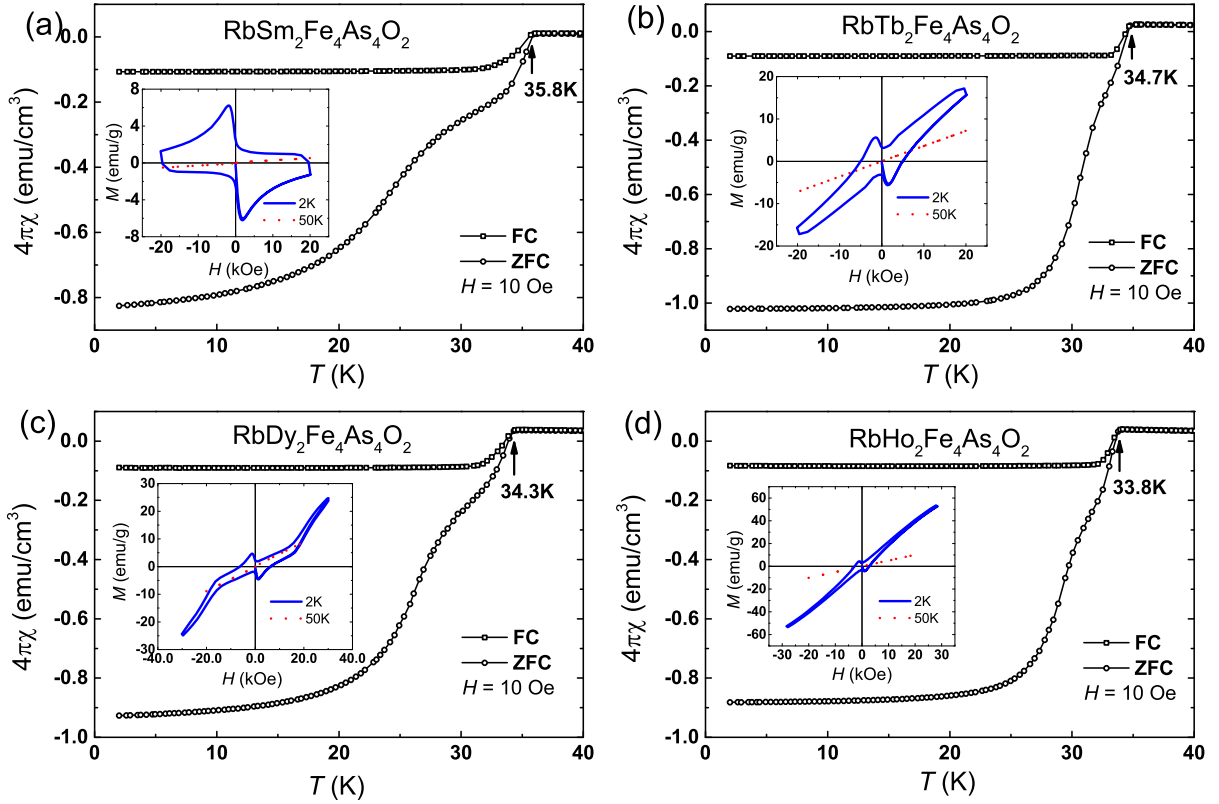 (a)
RbSm₂Fe₄As₄O₂
0.0
-0.2
-0.4
-0.6
-0.8
4πχ (emu/cm³)
35.8K
8
4
0
-4
-8
M (emu/g)
2K
50K
-20 -10 0 10 20
H (kOe)
FC
ZFC
H = 10 Oe
0 10 20 30 40
T (K)
(b)
RbTb₂Fe₄As₄O₂
0.0
-0.2
-0.4
-0.6
-0.8
-1.0
4πχ (emu/cm³)
34.7K
20
10
0
-10
-20
M (emu/g)
2K
50K
-20 -10 0 10 20
H (kOe)
FC
ZFC
H = 10 Oe
0 10 20 30 40
T (K)
(c)
RbDy₂Fe₄As₄O₂
0.0
-0.2
-0.4
-0.6
-0.8
-1.0
4πχ (emu/cm³)
34.3K
30
20
10
0
-10
-20
-30
M (emu/g)
2K
50K
-40.0 -20.0 0.0 20.0 40.0
H (kOe)
FC
ZFC
H = 10 Oe
0 10 20 30 40
T (K)
(d)
RbHo₂Fe₄As₄O₂
0.0
-0.2
-0.4
-0.6
-0.8
-1.0
4πχ (emu/cm³)
33.8K
60
40
20
0
-20
-40
-60
M (emu/g)
2K
50K
-30 -20 -10 0 10 20 30
H (kOe)
FC
ZFC
H = 10 Oe
0 10 20 30 40
T (K)